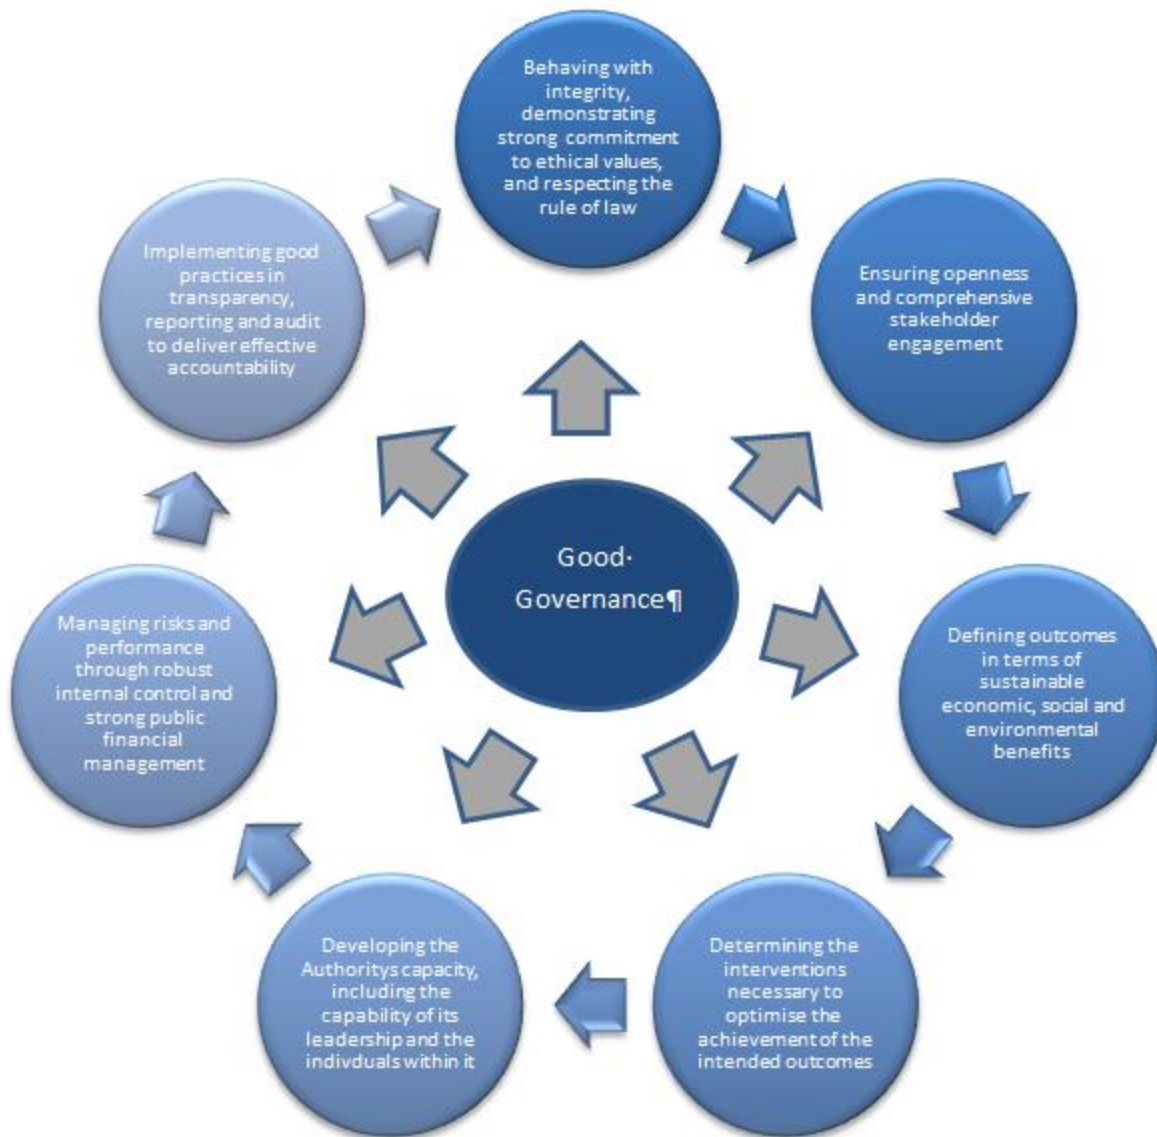 Behaving with
integrity,
demonstrating
strong commitment
to ethical values,
and respecting the
rule of law
Ensuring openness
and comprehensive
stakeholder
engagement
Defining outcomes
in terms of
sustainable
economic, social and
environmental
benefits
Determining the
interventions
necessary to
optimise the
achievement of the
intended outcomes
Developing the
Authoritys capacity,
including the
capability of its
leadership and the
indivduals within it
Managing risks and
performance
through robust
internal control and
strong public
financial
management
Implementing good
practices in
transparency,
reporting and audit
to deliver effective
accountability
Good·
Governance¶